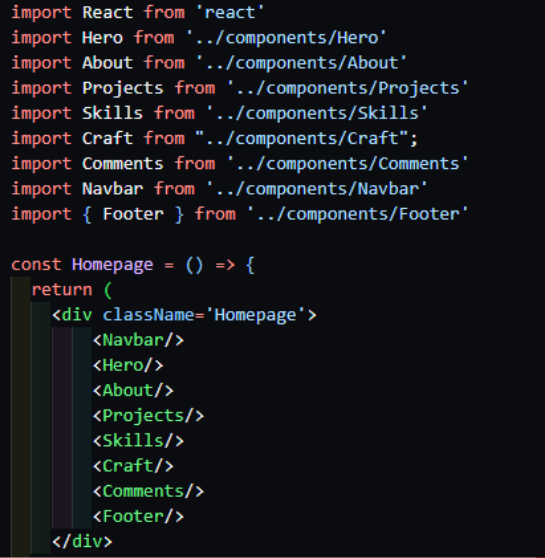 import React from 'react'
import Hero from '../components/Hero'
import About from '../components/About'
import Projects from '../components/Projects'
import Skills from '../components/Skills'
import Craft from "../components/Craft";
import Comments from '../components/Comments'
import Navbar from '../components/Navbar'
import { Footer } from '../components/Footer'

const Homepage = () => {
  return (
    <div className='Homepage'>
        <Navbar/>
        <Hero/>
        <About/>
        <Projects/>
        <Skills/>
        <Craft/>
        <Comments/>
        <Footer/>
    </div>